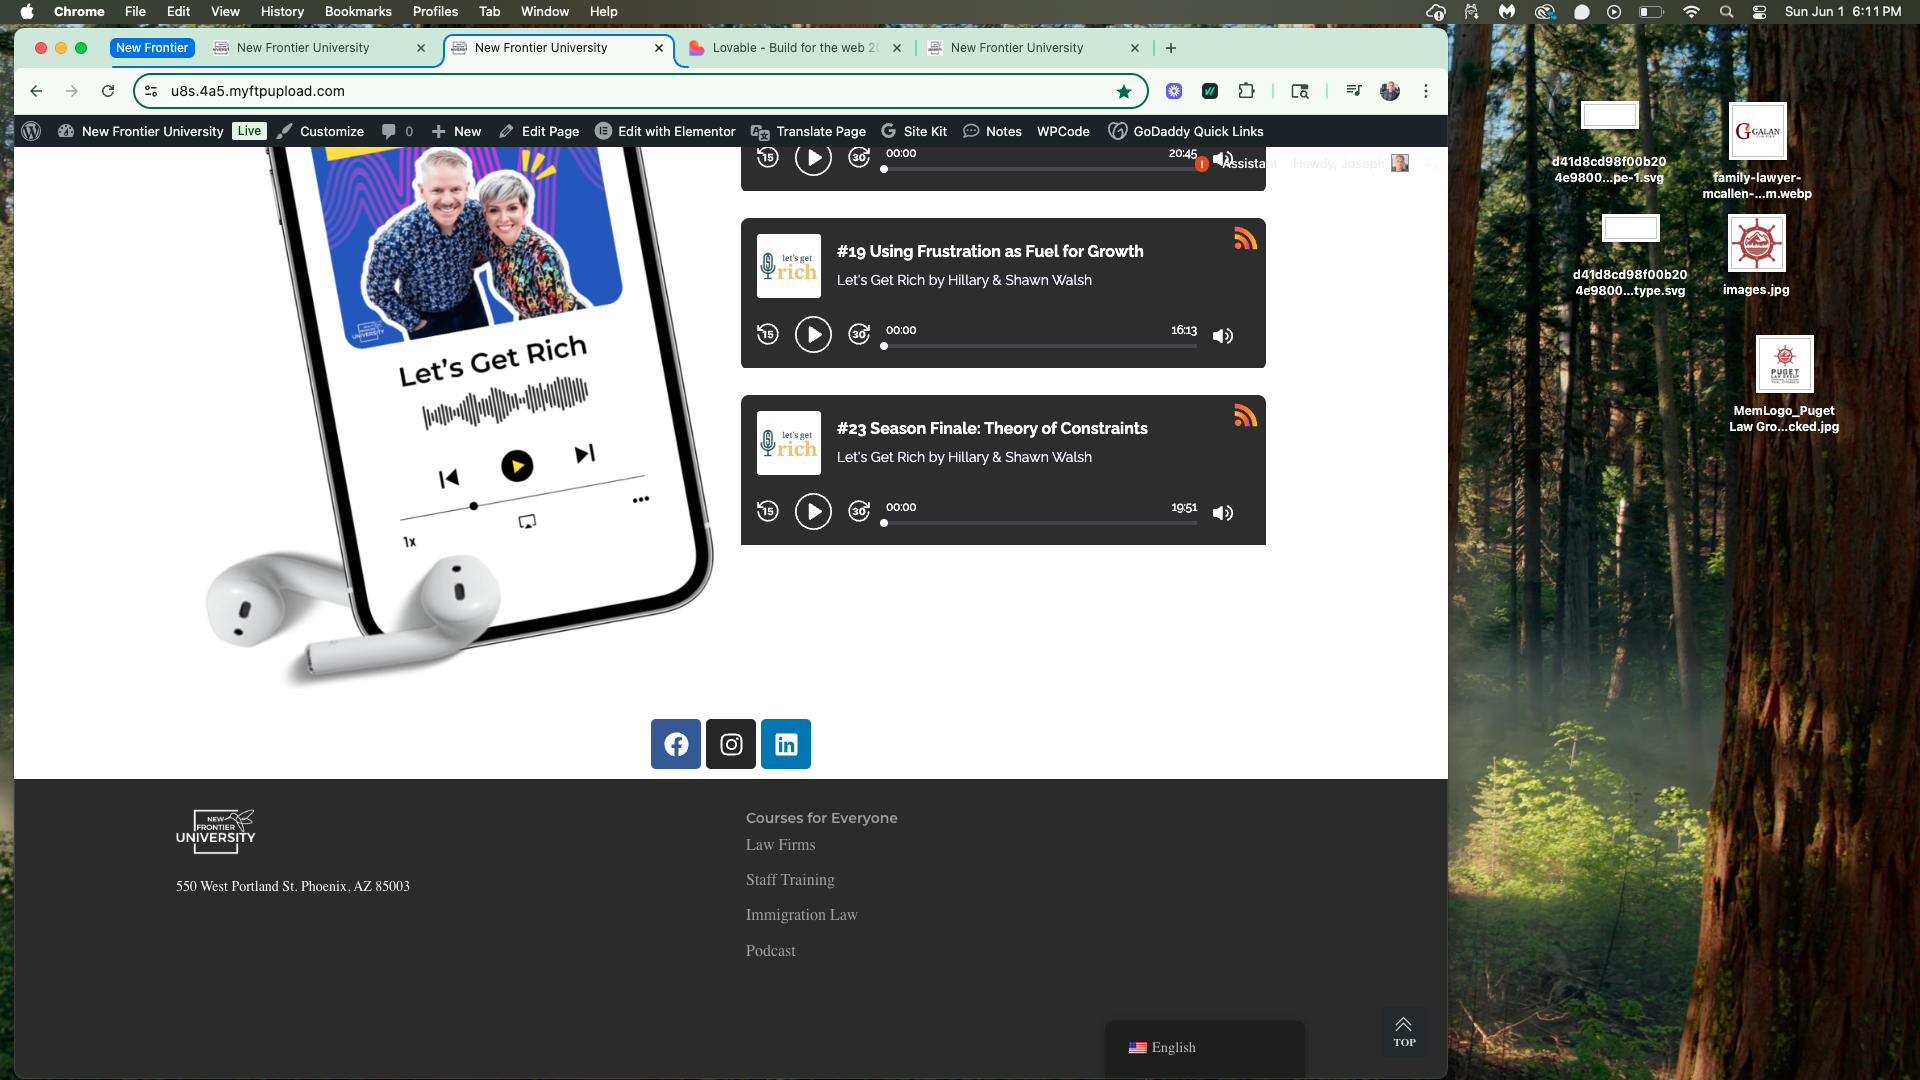 Chrome File Edit View History Bookmarks Profiles Tab Window Help Sun Jun 1 6:11 PM
New Frontier New Frontier University New Frontier University Lovable - Build for the web 20 New Frontier University
u8s.4a5.myftpupload.com
New Frontier University Live Customize 0 New Edit Page Edit with Elementor Translate Page Site Kit Notes WPCode GoDaddy Quick Links
Assistant Howdy, Joseph
15 30 00:00 20:45
#19 Using Frustration as Fuel for Growth
let's get rich
Let's Get Rich by Hillary & Shawn Walsh
15 30 00:00 16:13
#23 Season Finale: Theory of Constraints
let's get rich
Let's Get Rich by Hillary & Shawn Walsh
15 30 00:00 19:51
UNIVERSITY
Let's Get Rich
1x
NEW
FRONTIER
UNIVERSITY
550 West Portland St. Phoenix, AZ 85003
Courses for Everyone
Law Firms
Staff Training
Immigration Law
Podcast
English
TOP
d41d8cd98f00b20
4e9800...pe-1.svg
GALAN
family-lawyer-
mcallen-...m.webp
d41d8cd98f00b20
4e9800...type.svg
images.jpg
PUGET
LAW GROUP
MemLogo_Puget
Law Gro...cked.jpg